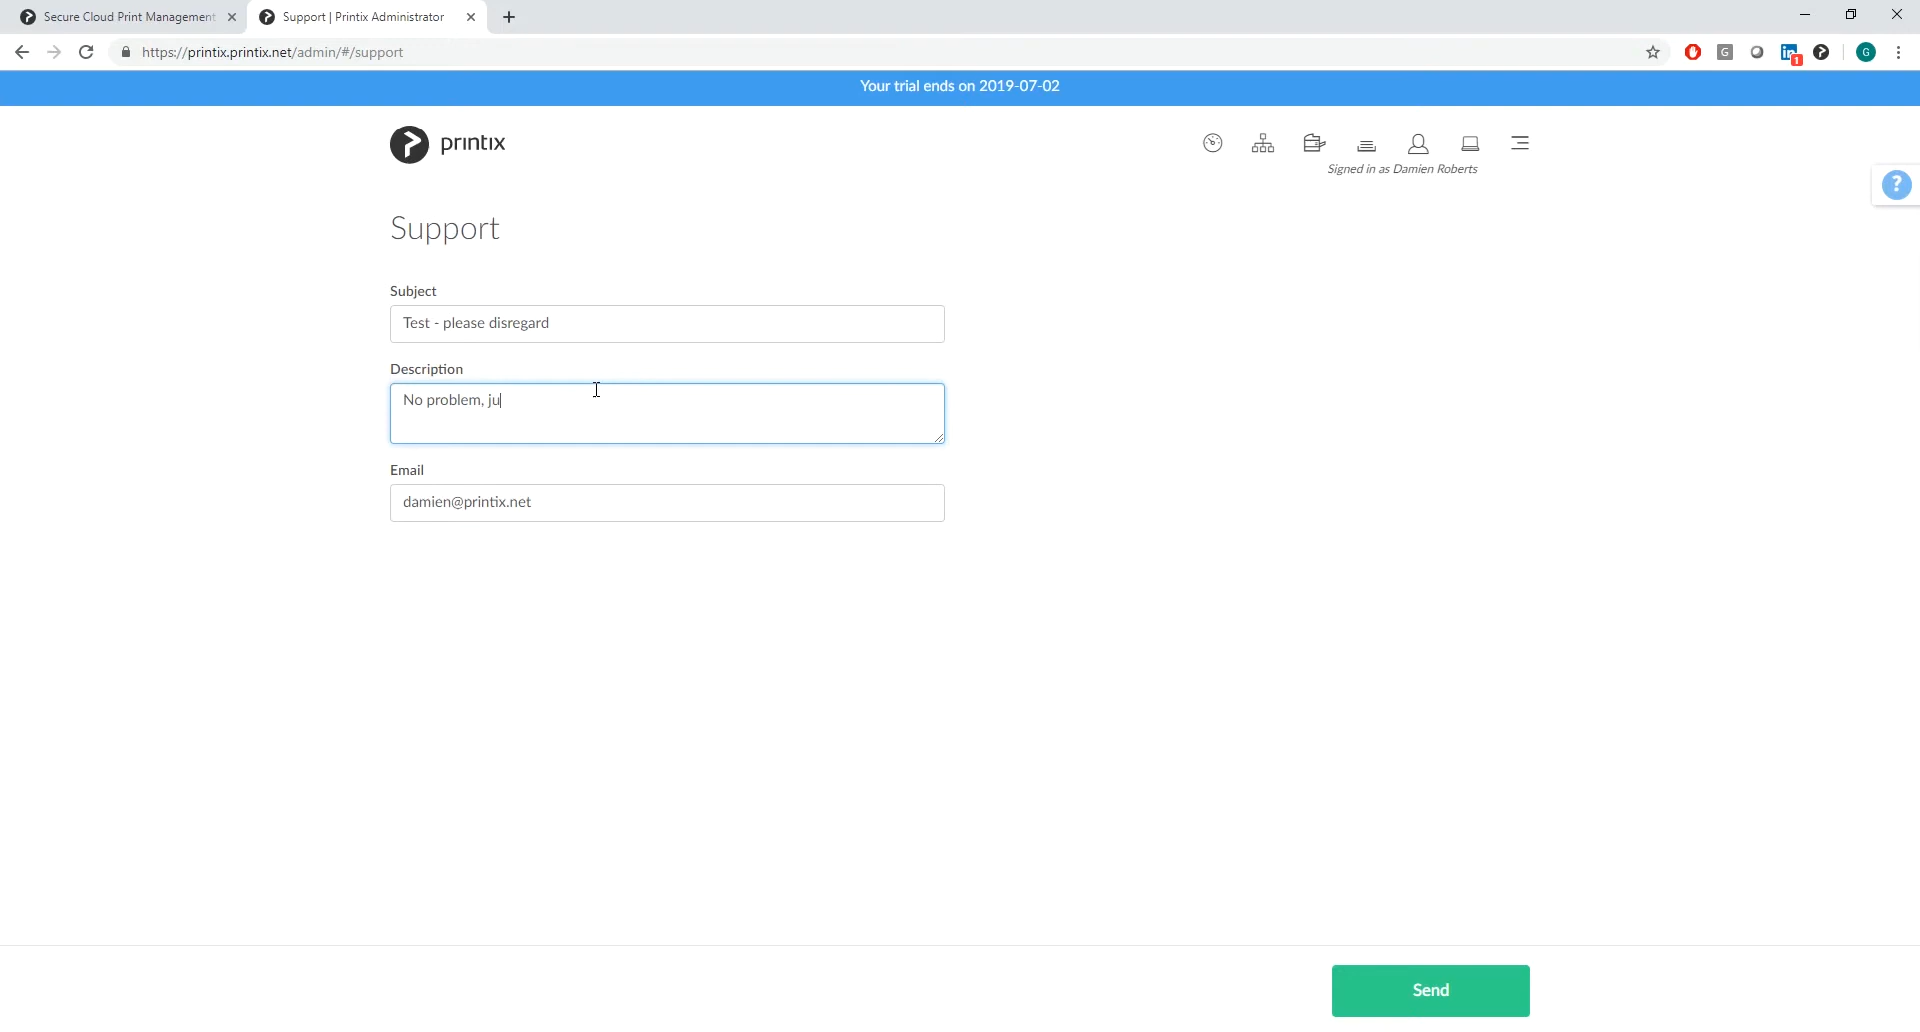 Secure Cloud Print Management
Support | Printix Administrator
https://printix.printix.net/admin/#/support
G
in
1
G
Your trial ends on 2019-07-02
printix
Signed in as Damien Roberts
?
Support
Subject
Test - please disregard
Description
No problem, ju
Email
damien@printix.net
Send